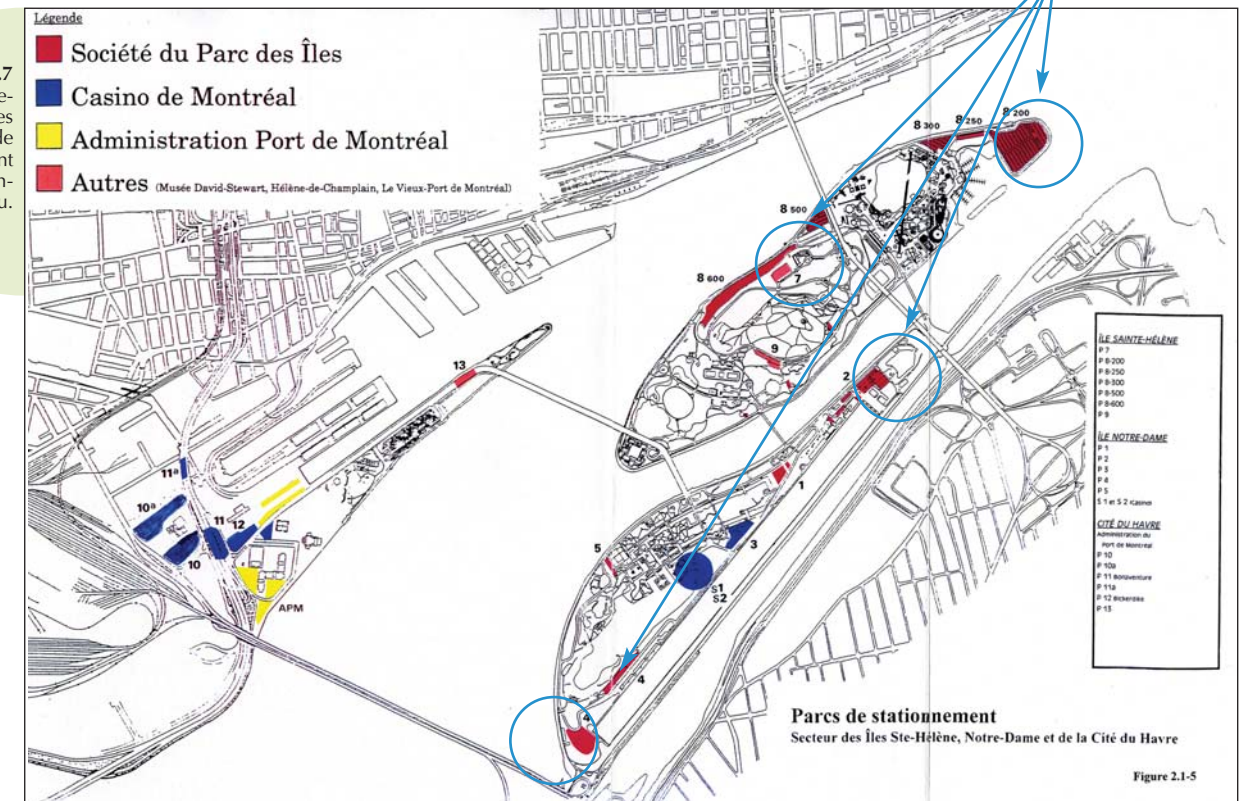 .7
e-
es
de
nt
n-
u.
Légende
Société du Parc des Îles
Casino de Montréal
Administration Port de Montréal
Autres (Musée David-Stewart, Hélène-de-Champlain, Le Vieux-Port de Montréal)
8 200
8 250
8 300
8 500
8 600
7
9
13
2
1
3
5
S1
S2
4
4
11a
10a
11
12
10
APM
ÎLE SAINTE-HÉLÈNE
P 7
P 8-200
P 8-250
P 8-300
P 8-500
P 8-600
P 9
ÎLE NOTRE-DAME
P 1
P 2
P 3
P 4
P 5
S 1 et S 2 (Casino)
CITÉ DU HAVRE
Administration du
Port de Montréal
P 10
P 10a
P 11 Bonaventure
P 11a
P 12 Bickerdike
P 13
Parcs de stationnement
Secteur des Îles Ste-Hélène, Notre-Dame et de la Cité du Havre
Figure 2.1-5